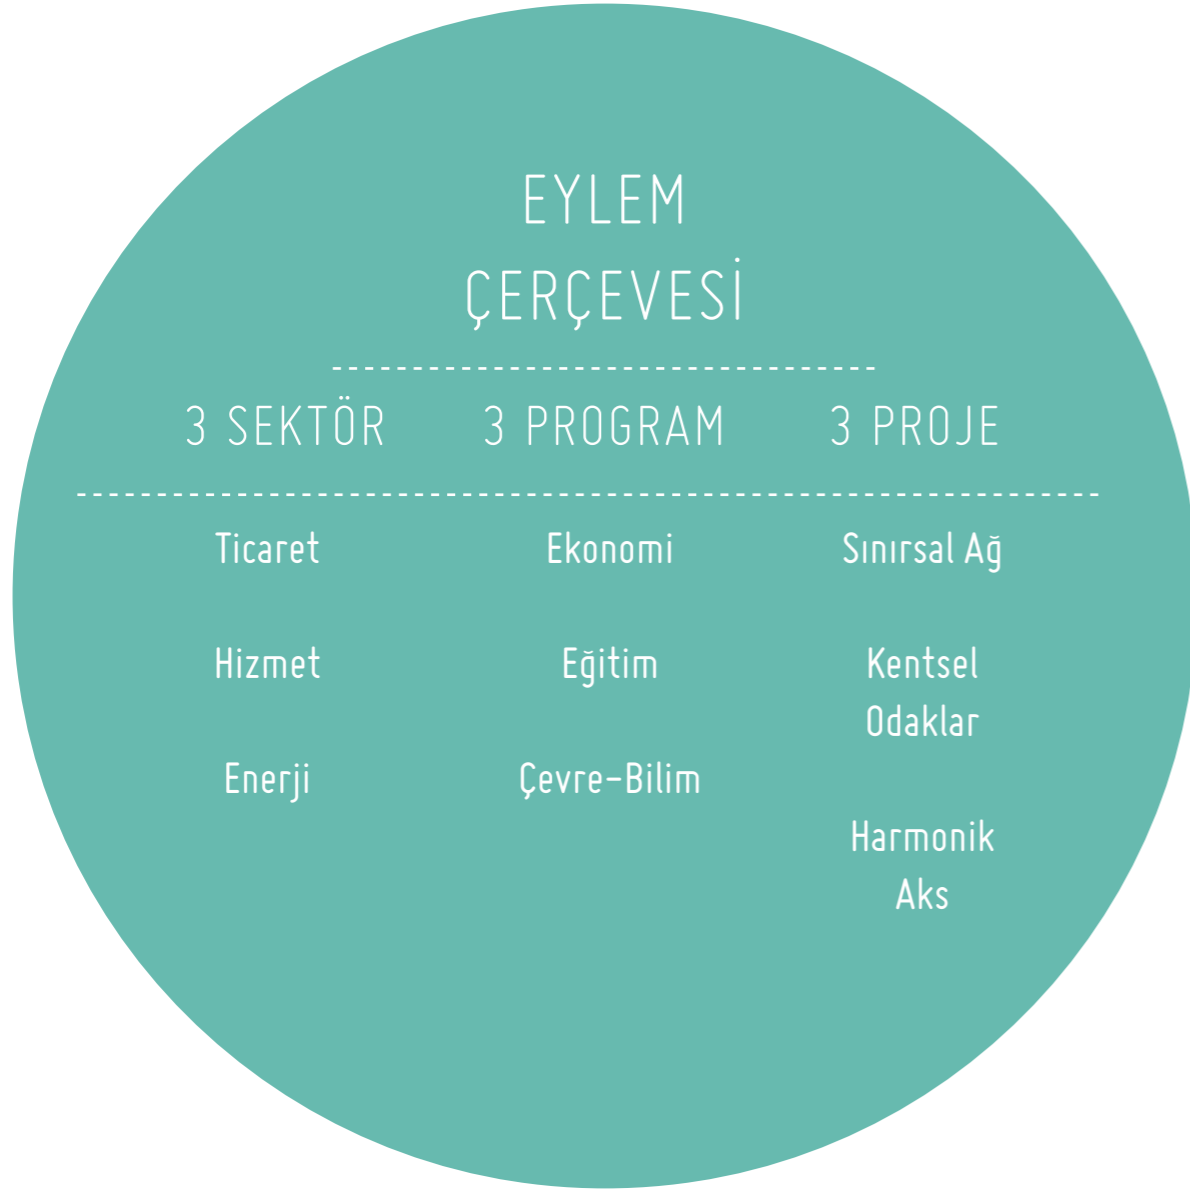 EYLEM
ÇERÇEVESİ
3 SEKTÖR 3 PROGRAM 3 PROJE
Ticaret Ekonomi Sınırsal Ağ
Hizmet Eğitim Kentsel
Odaklar
Enerji Çevre-Bilim
Harmonik
Aks